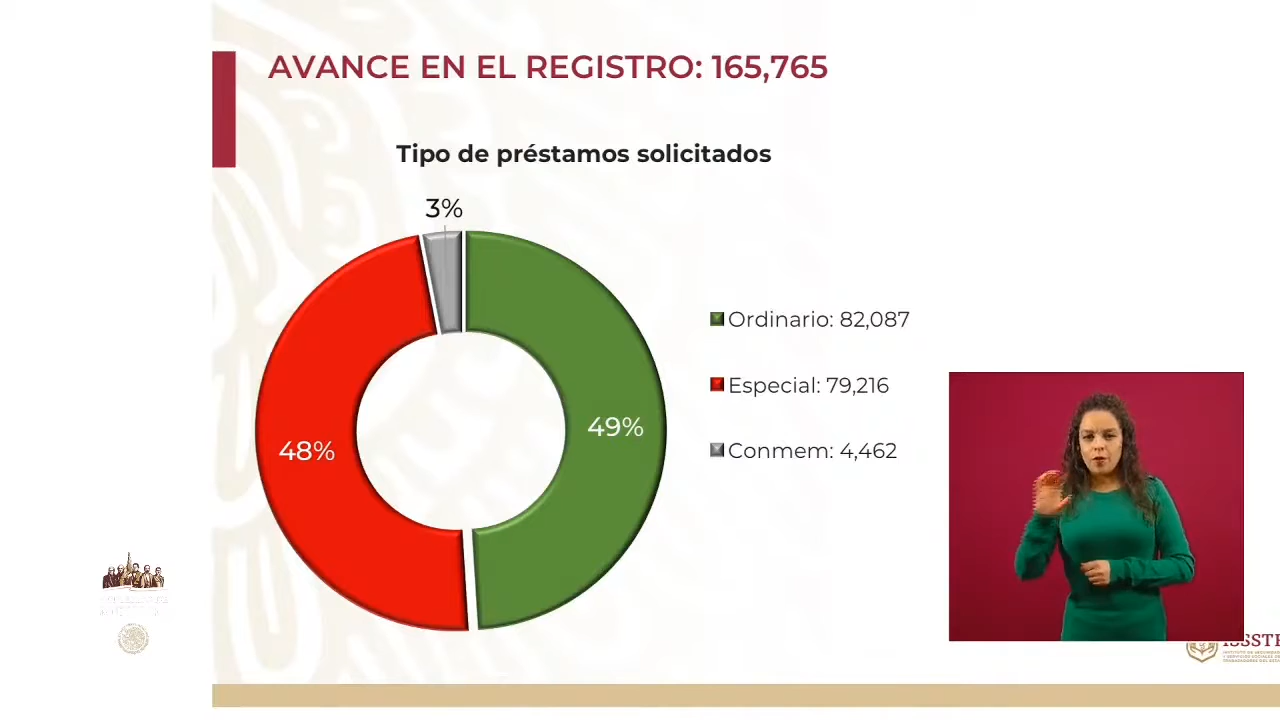 AVANCE EN EL REGISTRO: 165,765
Tipo de préstamos solicitados
3%
Ordinario: 82,087
49%
Especial: 79,216
48%
Conmem: 4,462